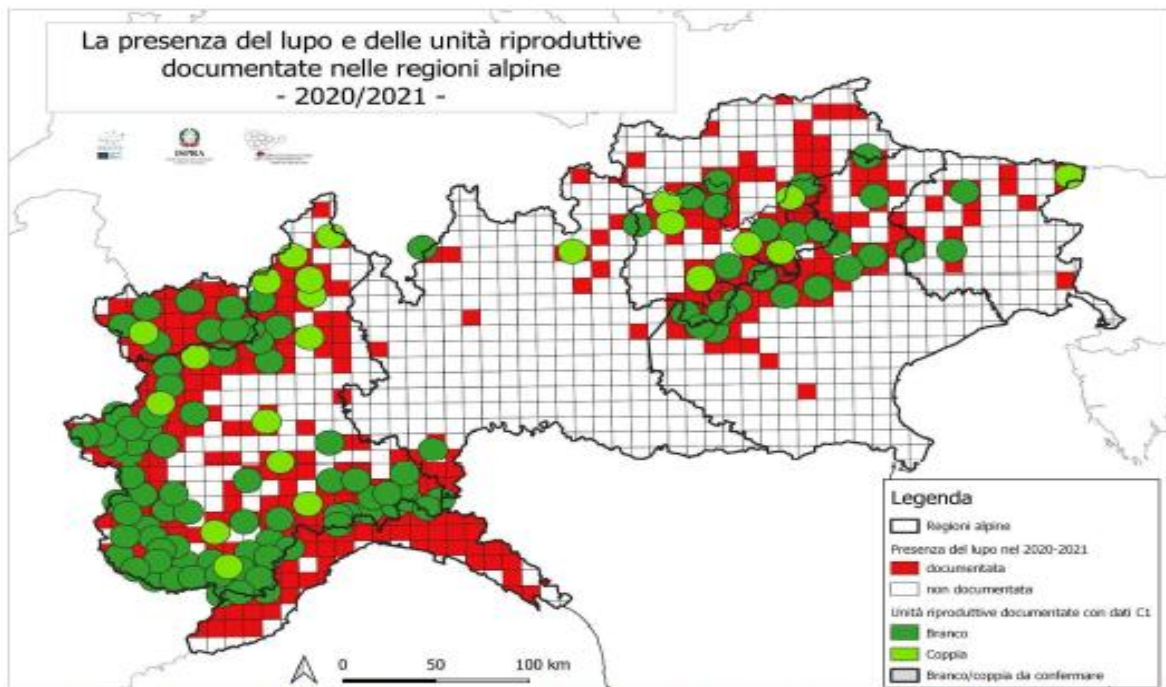 La presenza del lupo e delle unità riproduttive
documentate nelle regioni alpine
- 2020/2021 -
ISPRA
Legenda
Regioni alpine
Presenza del lupo nel 2020-2021
documentata
non documentata
Unità riproduttive documentate con dati C1
Branco
Coppia
Branco/coppia da confermare
0 50 100 km